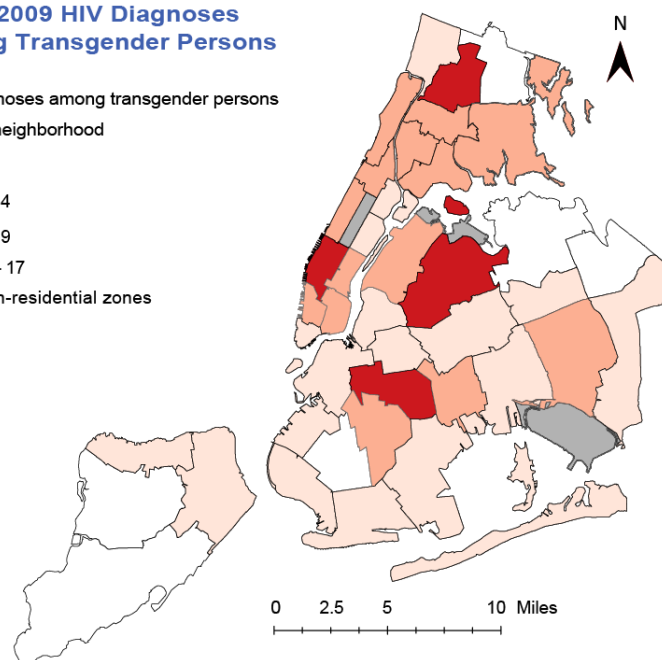 2009 HIV Diagnoses
Transgender Persons
among transgender persons
neighborhood
4
9
17
residential zones
N
0 2.5 5 10 Miles